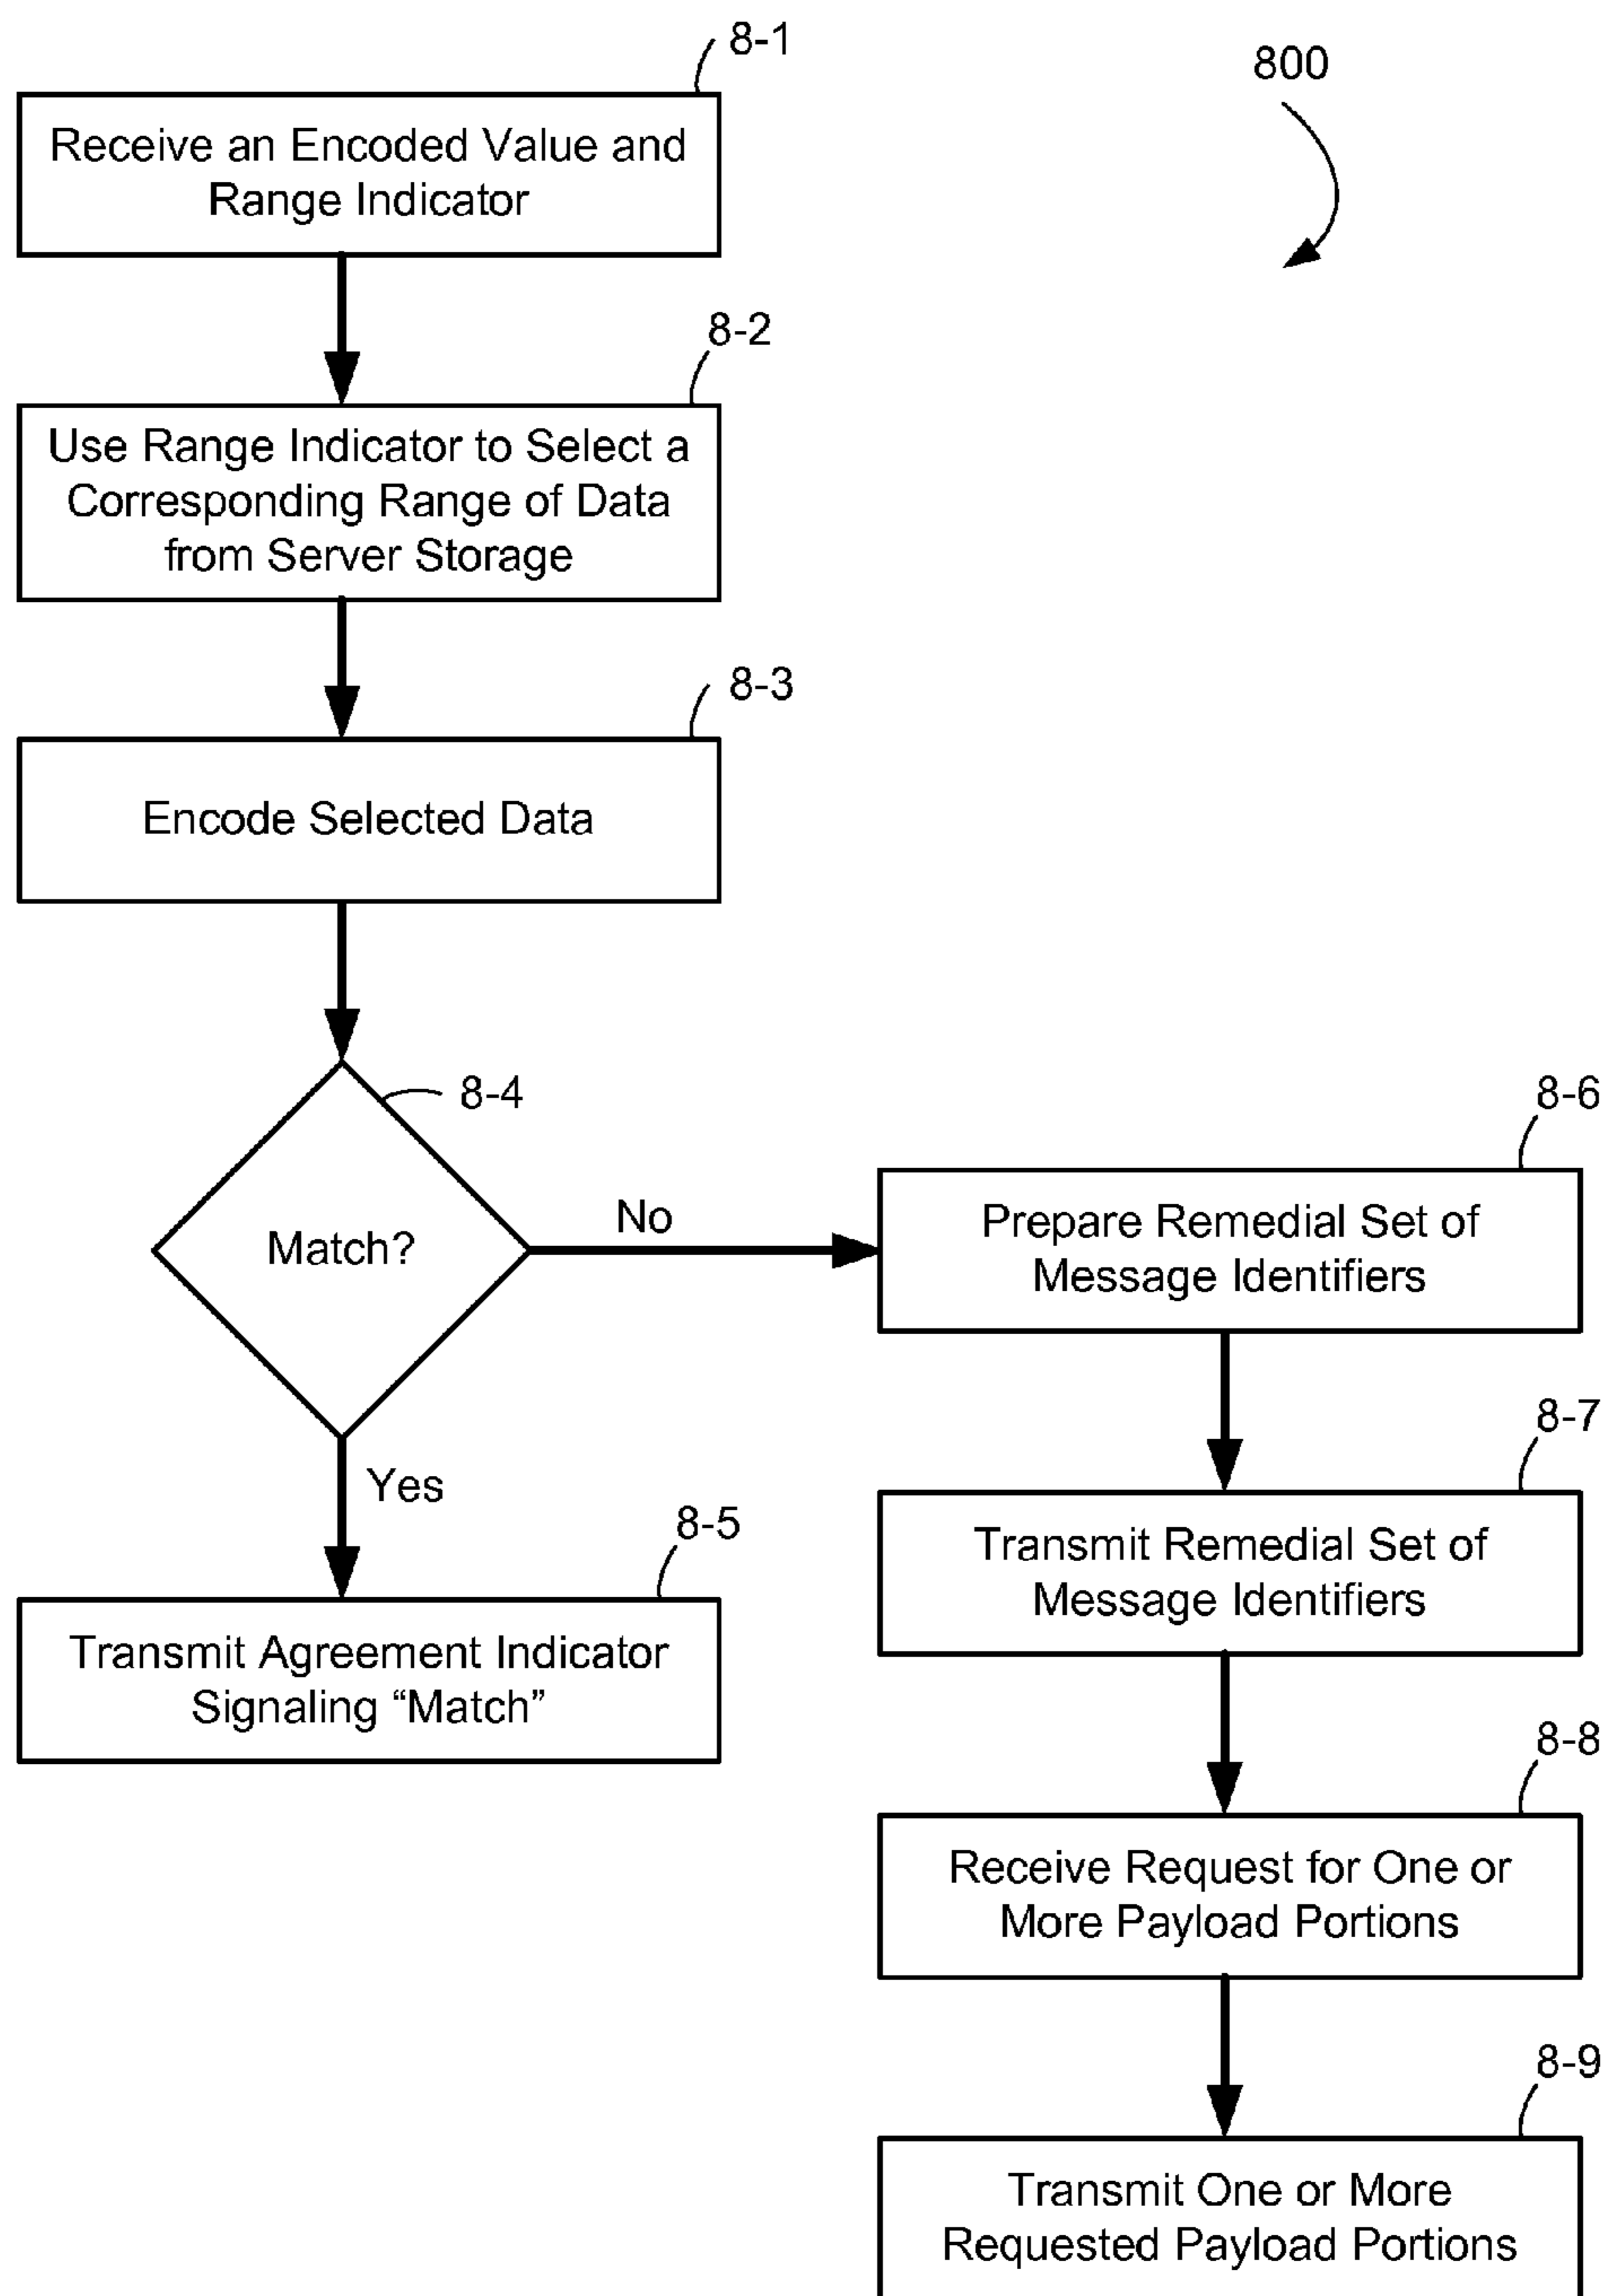 8-1
800
Receive an Encoded Value and
Range Indicator
8-2
Use Range Indicator to Select a
Corresponding Range of Data
from Server Storage
8-3
Encode Selected Data
8-4
Match?
No
Yes
8-5
Transmit Agreement Indicator
Signaling “Match”
8-6
Prepare Remedial Set of
Message Identifiers
8-7
Transmit Remedial Set of
Message Identifiers
8-8
Receive Request for One or
More Payload Portions
8-9
Transmit One or More
Requested Payload Portions